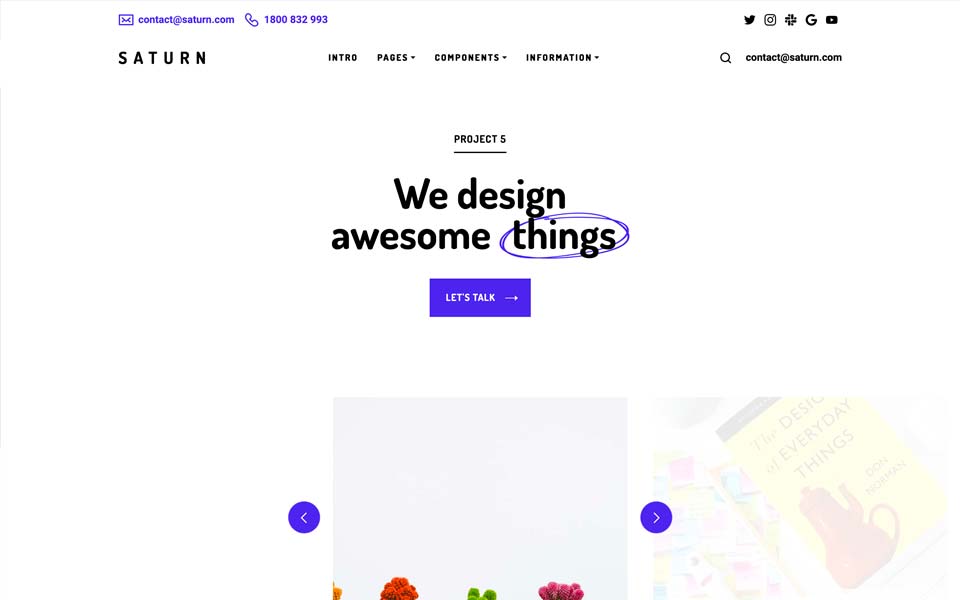 contact@saturn.com 1800 832 993
SATURN
INTRO PAGES COMPONENTS INFORMATION
contact@saturn.com
PROJECT 5
We design
awesome things
LET'S TALK
The DESIGN
of EVERYDAY
THINGS
DON
NORMAN